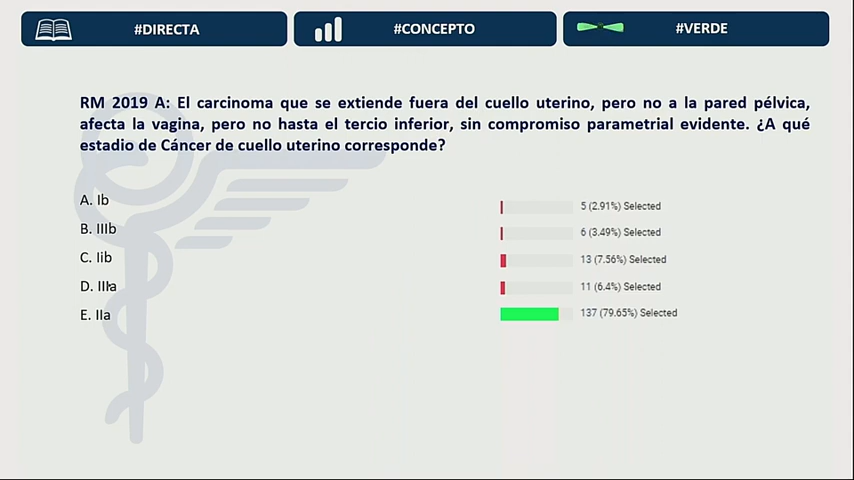 #DIRECTA
#CONCEPTO
#VERDE
RM 2019 A: El carcinoma que se extiende fuera del cuello uterino, pero no a la pared pélvica,
afecta la vagina, pero no hasta el tercio inferior, sin compromiso parametrial evidente. ¿A qué
estadio de Cáncer de cuello uterino corresponde?
A. Ib
B. IIIb
C. Iib
D. IIIa
E. IIa
5 (2.91%) Selected
6 (3.49%) Selected
13 (7.56%) Selected
11 (6.4%) Selected
137 (79.65%) Selected